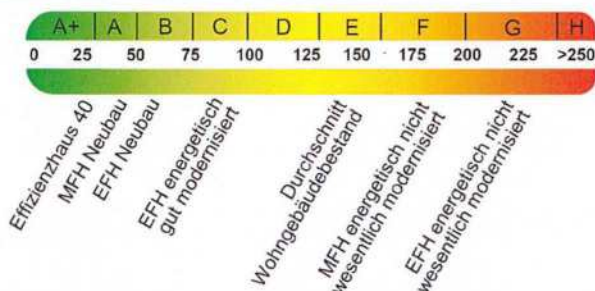 A+ A B C D E F G H
0 25 50 75 100 125 150 175 200 225 >250
Effizienzhaus 40
MFH Neubau
EFH Neubau
EFH energetisch
gut modernisiert
Durchschnitt
Wohngebäudebestand
MFH energetisch nicht
wesentlich modernisiert
EFH energetisch nicht
wesentlich modernisiert